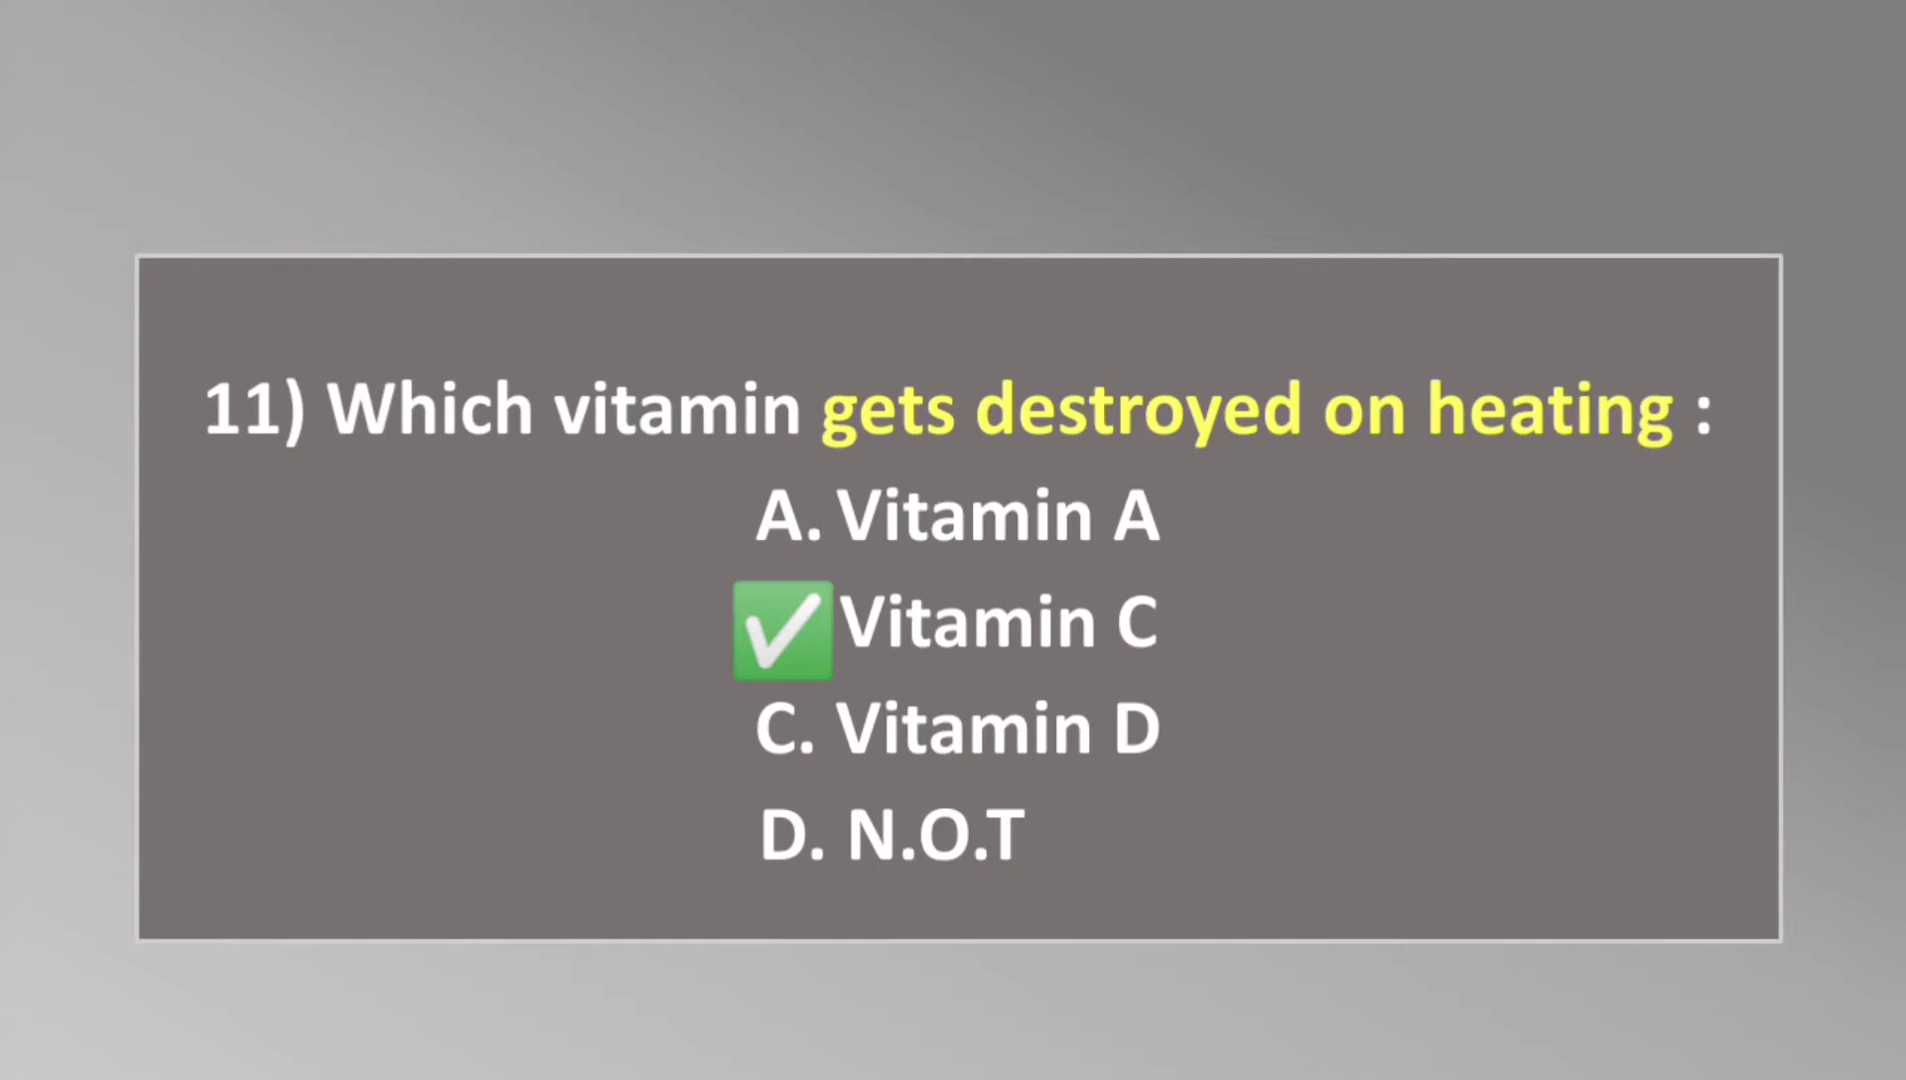 11) Which vitamin gets destroyed on heating :
A. Vitamin A
✅ Vitamin C
C. Vitamin D
D. N.O.T